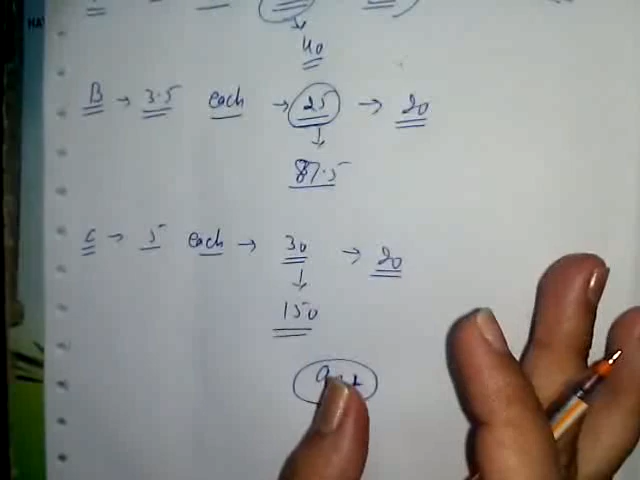 40
B → 3.5 each → 25 → 20
↓
87.5
c → 5 each → 30 → 20
↓
150